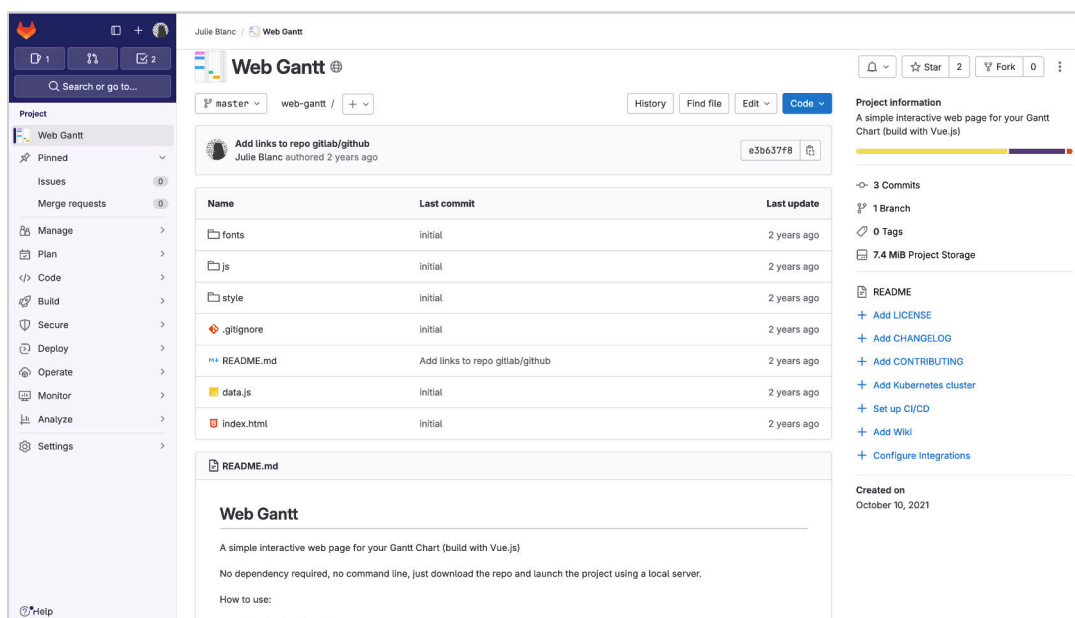 Julie Blanc / Web Gantt
1 2
Search or go to...
Project
Web Gantt
Pinned
Issues 0
Merge requests 0
Manage
Plan
Code
Build
Secure
Deploy
Operate
Monitor
Analyze
Settings
Help
Web Gantt
Star 2 Fork 0
master web-gantt / + History Find file Edit Code
Add links to repo gitlab/github
Julie Blanc authored 2 years ago
e3b637f8
Name Last commit Last update
fonts initial 2 years ago
js initial 2 years ago
style initial 2 years ago
.gitignore initial 2 years ago
README.md Add links to repo gitlab/github 2 years ago
data.js initial 2 years ago
index.html initial 2 years ago
README.md
Web Gantt
A simple interactive web page for your Gantt Chart (build with Vue.js)
No dependency required, no command line, just download the repo and launch the project using a local server.
How to use:
Project information
A simple interactive web page for your Gantt
Chart (build with Vue.js)
3 Commits
1 Branch
0 Tags
7.4 MiB Project Storage
README
+ Add LICENSE
+ Add CHANGELOG
+ Add CONTRIBUTING
+ Add Kubernetes cluster
+ Set up CI/CD
+ Add Wiki
+ Configure Integrations
Created on
October 10, 2021